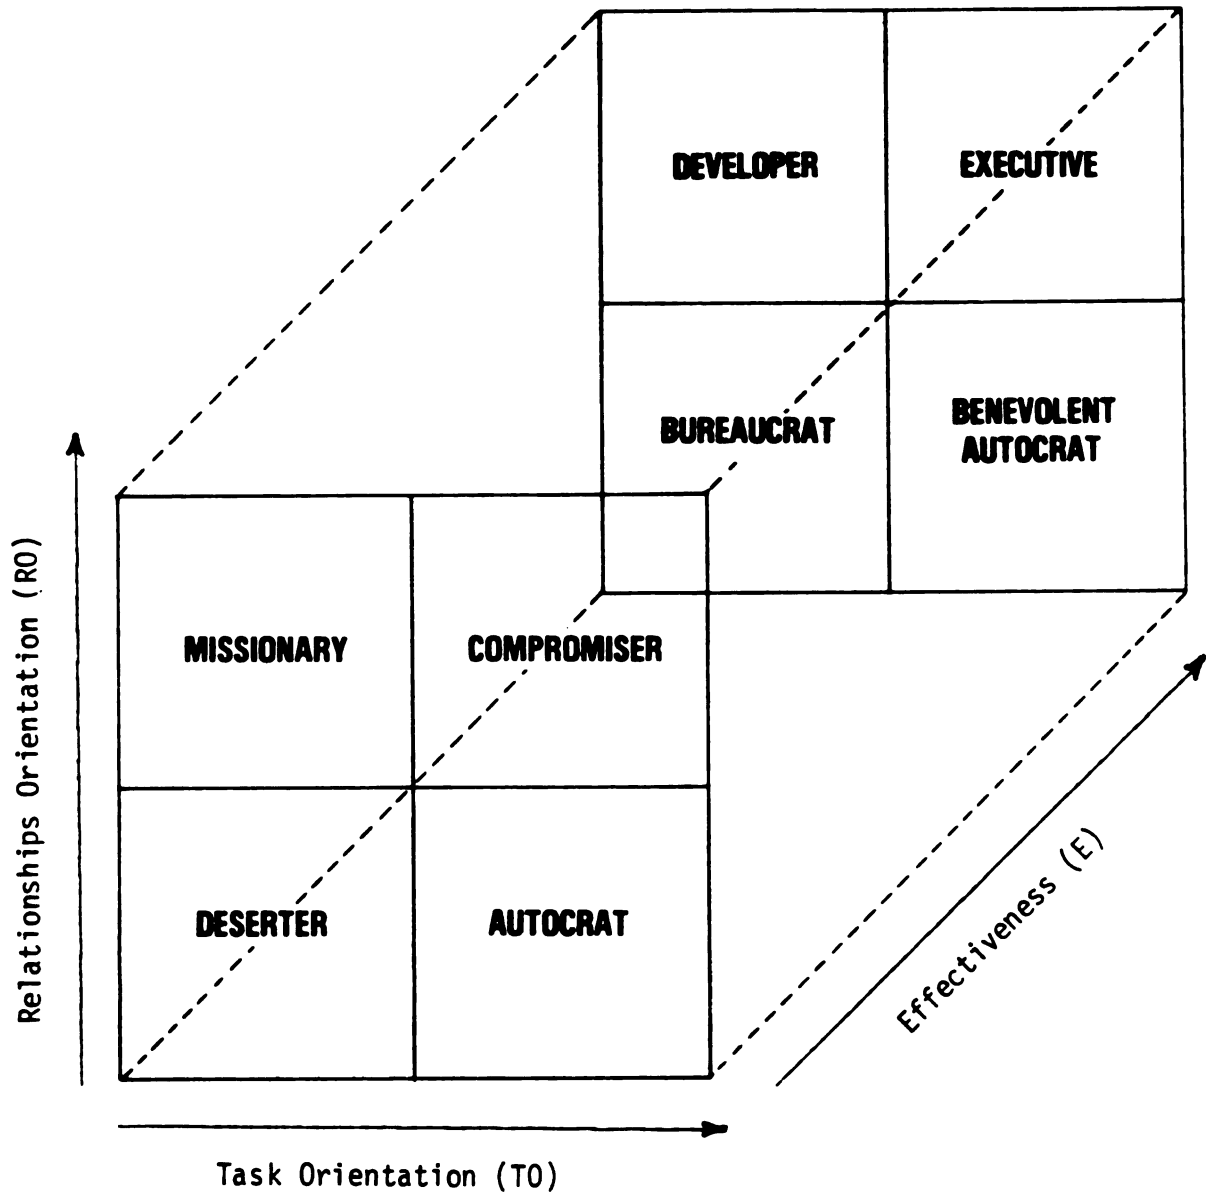 DEVELOPER
EXECUTIVE
BUREAUCRAT
BENEVOLENT
AUTOCRAT
MISSIONARY
COMPROMISER
DESERTER
AUTOCRAT
Relationships Orientation (RO)
Effectiveness (E)
Task Orientation (TO)